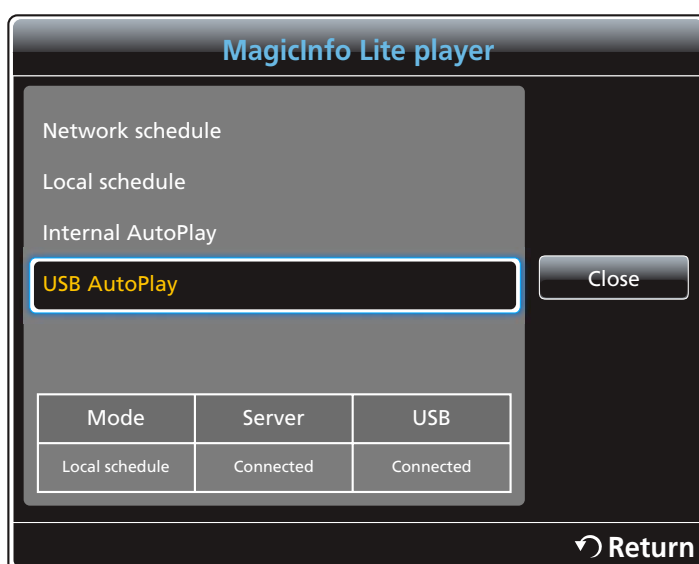 MagicInfo Lite player
Network schedule
Local schedule
Internal AutoPlay
USB AutoPlay
Close
Mode Server USB
Local schedule Connected Connected
Return